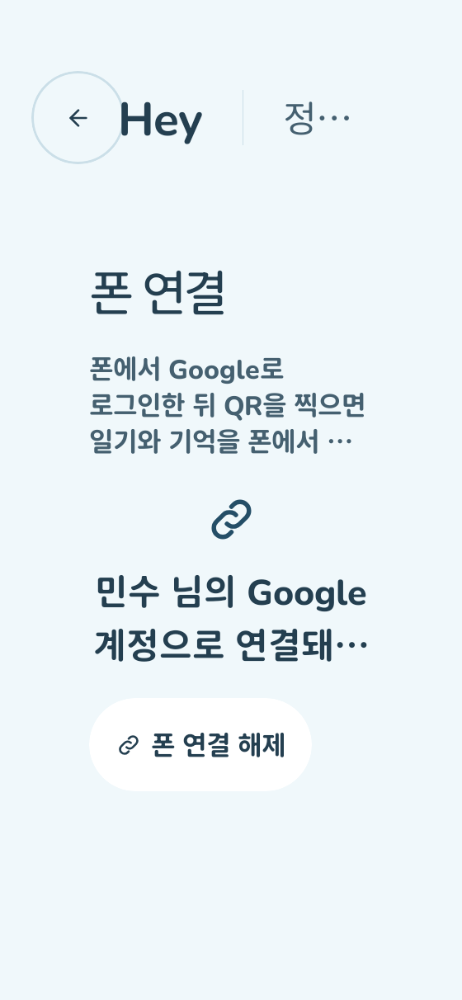 Hey
정…
폰 연결
폰에서 Google로
로그인한 뒤 QR을 찍으면
일기와 기억을 폰에서 …
민수 님의 Google
계정으로 연결돼…
폰 연결 해제